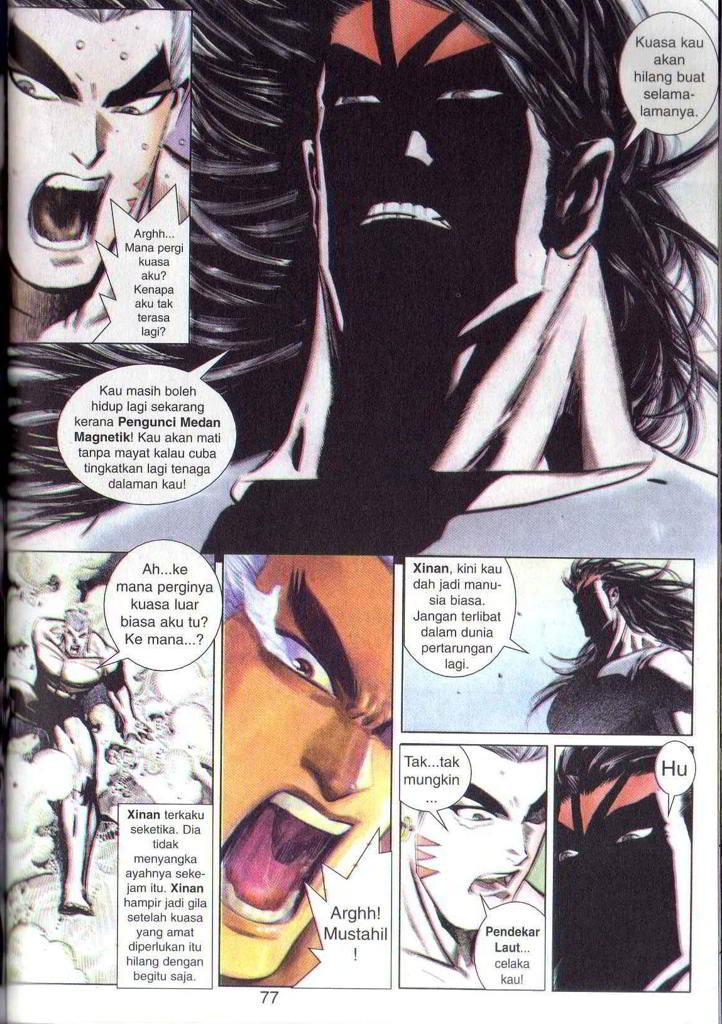 Arghh...
Mana pergi
kuasa
aku?
Kenapa
aku tak
terasa
lagi?
Kuasa kau
akan
hilang buat
selama-
lamanya.
Kau masih boleh
hidup lagi sekarang
kerana Pengunci Medan
Magnetik! Kau akan mati
tanpa mayat kalau cuba
tingkatkan lagi tenaga
dalaman kau!
Ah...ke
mana perginya
kuasa luar
biasa aku tu?
Ke mana...?
Xinan terkaku
seketika. Dia
tidak
menyangka
ayahnya seke-
jam itu. Xinan
hampir jadi gila
setelah kuasa
yang amat
diperlukan itu
hilang dengan
begitu saja.
Arghh!
Mustahil
!
Xinan, kini kau
dah jadi manu-
sia biasa.
Jangan terlibat
dalam dunia
pertarungan
lagi.
Tak...tak
mungkin
...
Pendekar
Laut...
celaka
kau!
Hu
77